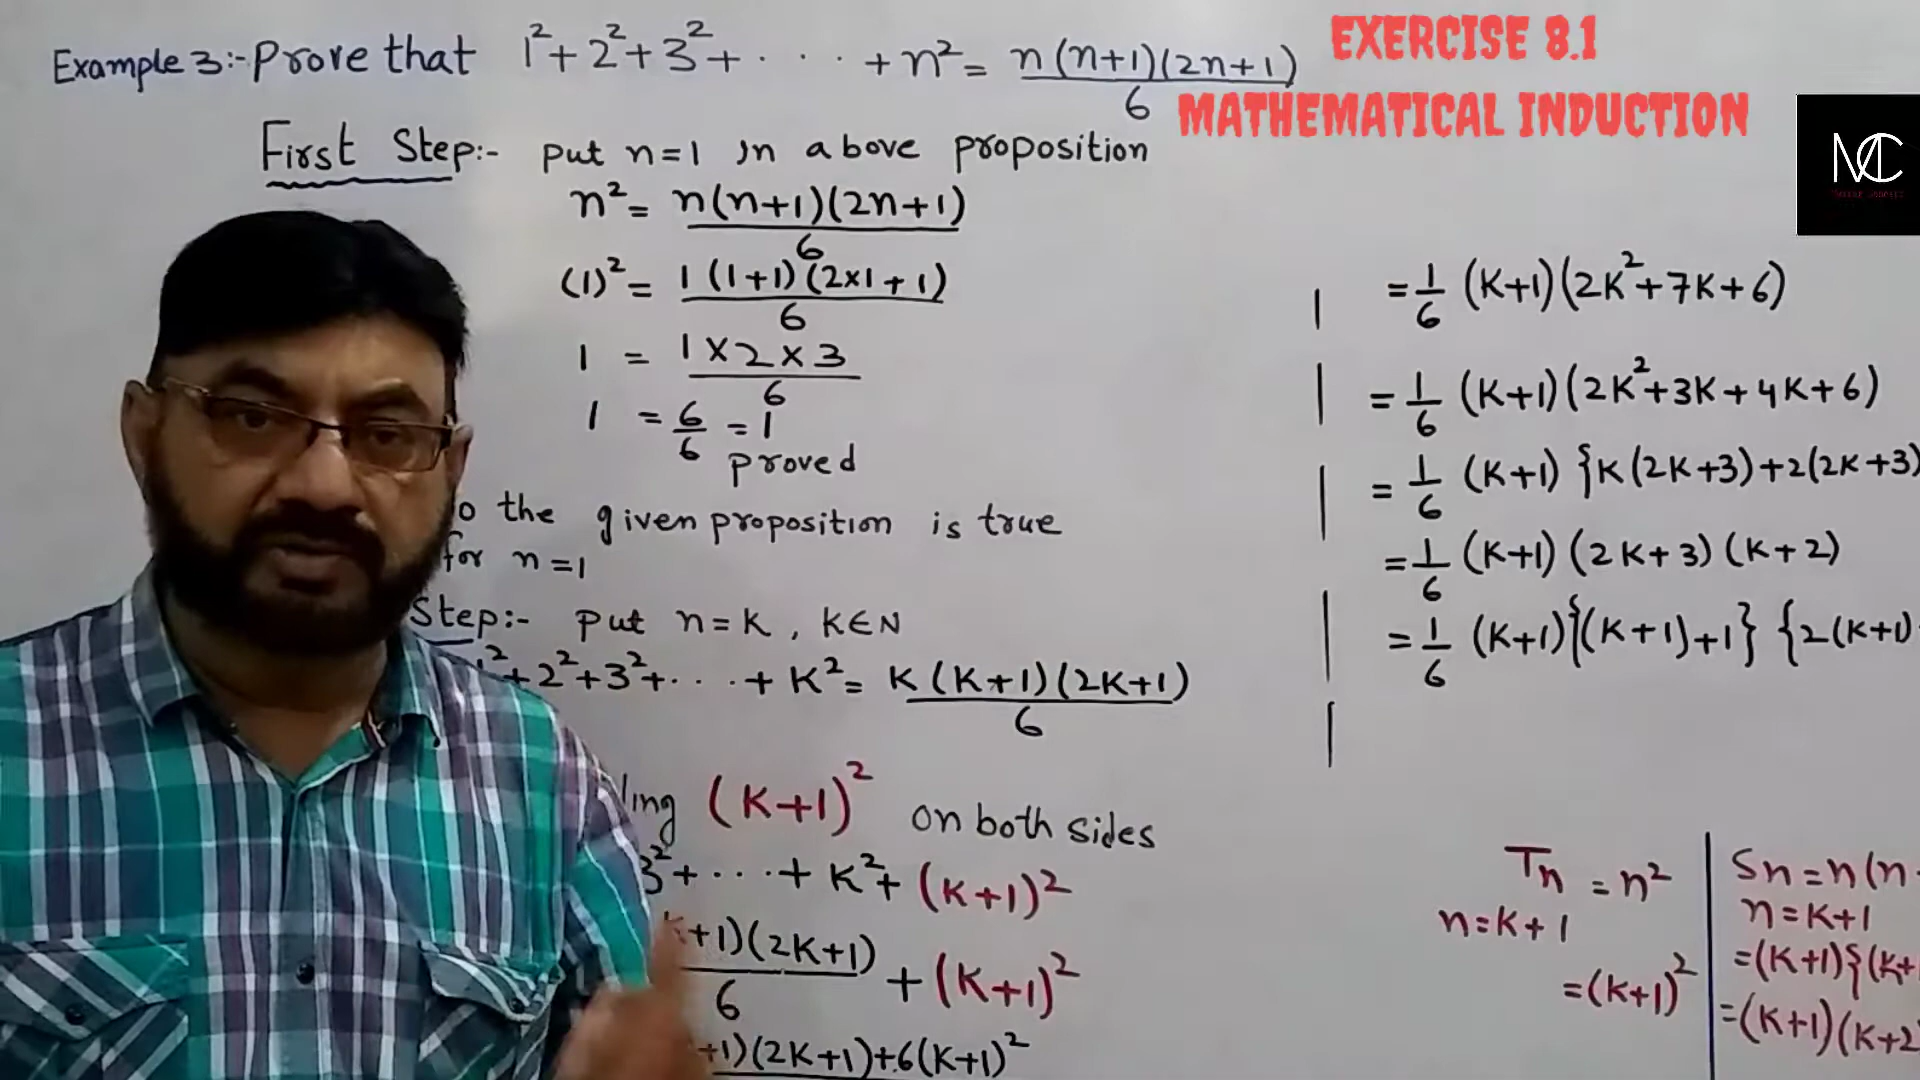 Example 3:- Prove that 1²+2²+3²+ · · · +n² = n(n+1)(2n+1)/6
EXERCISE 8.1
MATHEMATICAL INDUCTION
MC
First Step:- put n=1 in above proposition
n² = n(n+1)(2n+1)/6
(1)² = 1(1+1)(2×1+1)/6
1 = 1×2×3/6
1 = 6/6 = 1
proved
o the given proposition is true
for n=1
Step:- put n=K, K∈N
1²+2²+3²+ · · · +K² = K(K+1)(2K+1)/6
ding (K+1)² on both sides
3²+ · · · +K²+(K+1)²
K+1)(2K+1)/6 + (K+1)²
+1)(2K+1)+6(K+1)²
= 1/6 (K+1)(2K²+7K+6)
= 1/6 (K+1)(2K²+3K+4K+6)
= 1/6 (K+1){K(2K+3)+2(2K+3)
= 1/6 (K+1)(2K+3)(K+2)
= 1/6 (K+1){(K+1)+1}{2(K+1)
Tn = n²
n=K+1
=(K+1)²
Sn=n(n
n=K+1
=(K+1){(K+
=(K+1)(K+2